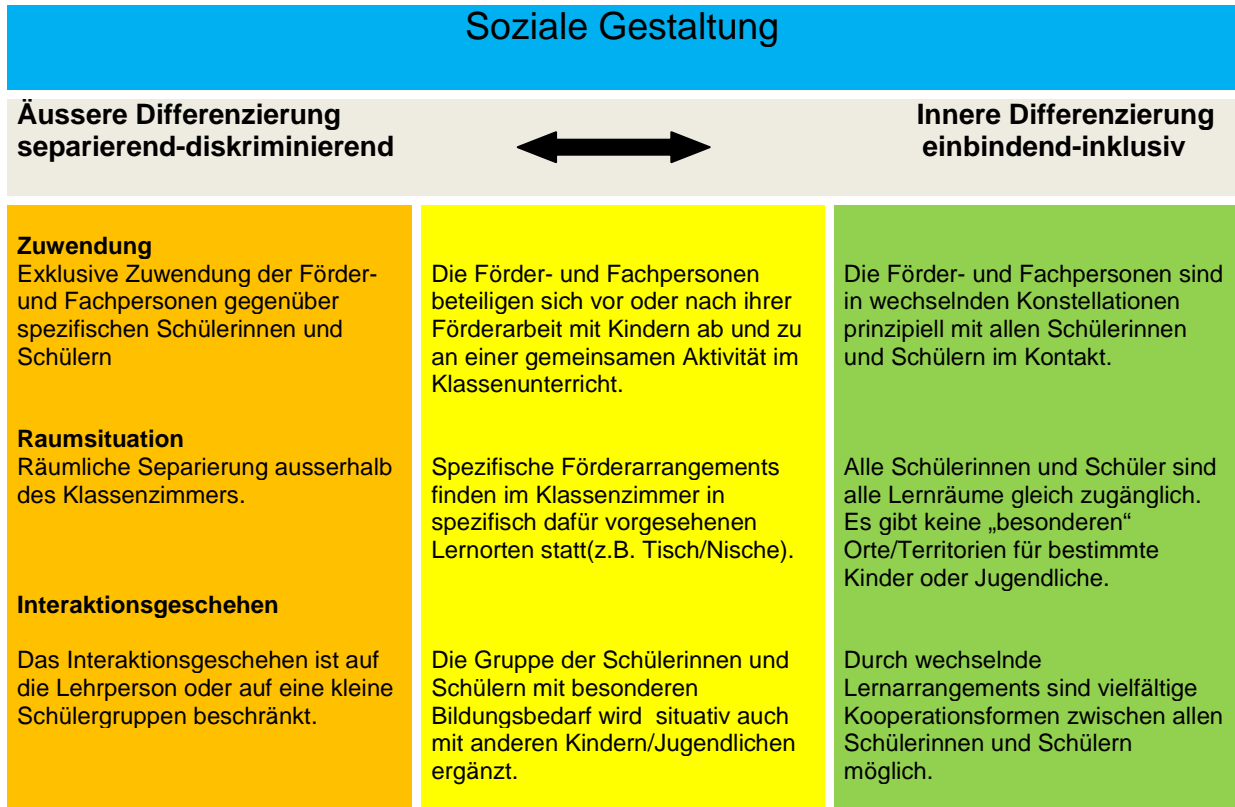 Soziale Gestaltung
Äussere Differenzierung
separierend-diskriminierend
Innere Differenzierung
einbindend-inklusiv
Zuwendung
Exklusive Zuwendung der Förder-
und Fachpersonen gegenüber
spezifischen Schülerinnen und
Schülern
Die Förder- und Fachpersonen
beteiligen sich vor oder nach ihrer
Förderarbeit mit Kindern ab und zu
an einer gemeinsamen Aktivität im
Klassenunterricht.
Die Förder- und Fachpersonen sind
in wechselnden Konstellationen
prinzipiell mit allen Schülerinnen
und Schülern im Kontakt.
Raumsituation
Räumliche Separierung ausserhalb
des Klassenzimmers.
Spezifische Förderarrangements
finden im Klassenzimmer in
spezifisch dafür vorgesehenen
Lernorten statt(z.B. Tisch/Nische).
Alle Schülerinnen und Schüler sind
alle Lernräume gleich zugänglich.
Es gibt keine „besonderen“
Orte/Territorien für bestimmte
Kinder oder Jugendliche.
Interaktionsgeschehen
Das Interaktionsgeschehen ist auf
die Lehrperson oder auf eine kleine
Schülergruppen beschränkt.
Die Gruppe der Schülerinnen und
Schülern mit besonderen
Bildungsbedarf wird situativ auch
mit anderen Kindern/Jugendlichen
ergänzt.
Durch wechselnde
Lernarrangements sind vielfältige
Kooperationsformen zwischen allen
Schülerinnen und Schülern
möglich.